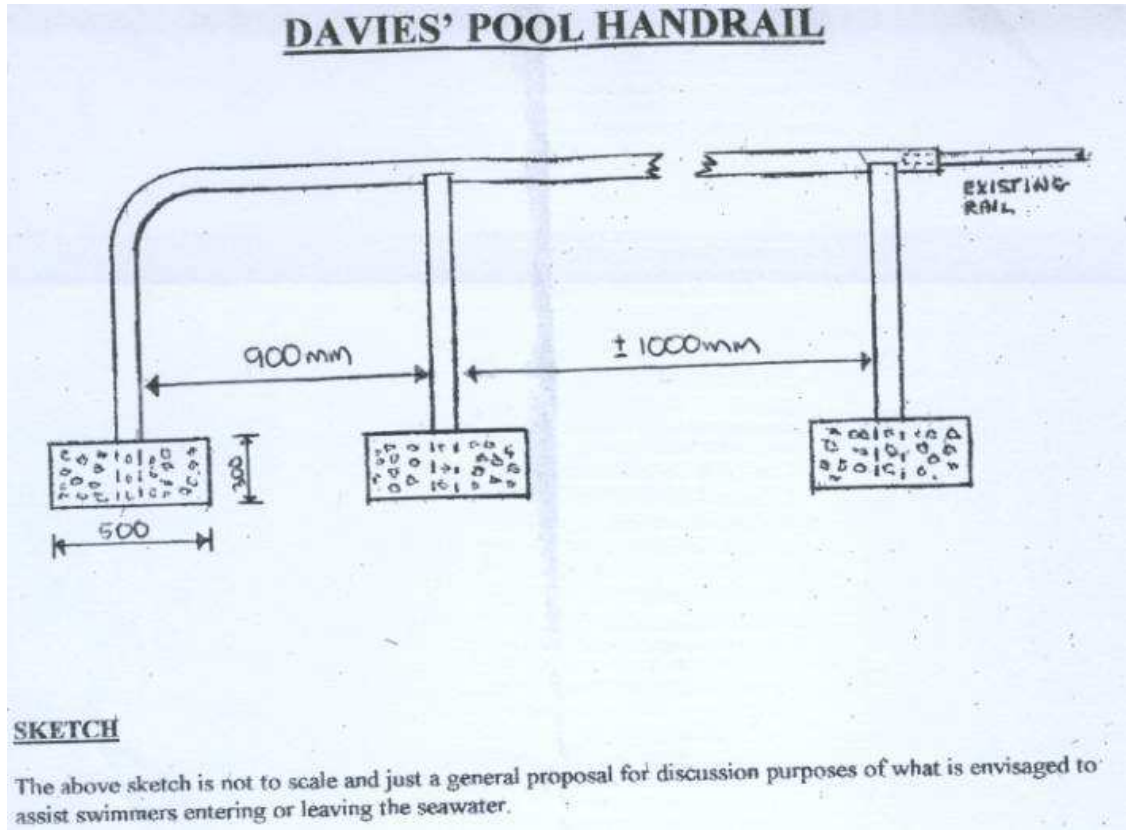 DAVIES' POOL HANDRAIL
EXISTING
RAIL
900mm
± 1000mm
300
500
SKETCH
The above sketch is not to scale and just a general proposal for discussion purposes of what is envisaged to
assist swimmers entering or leaving the seawater.